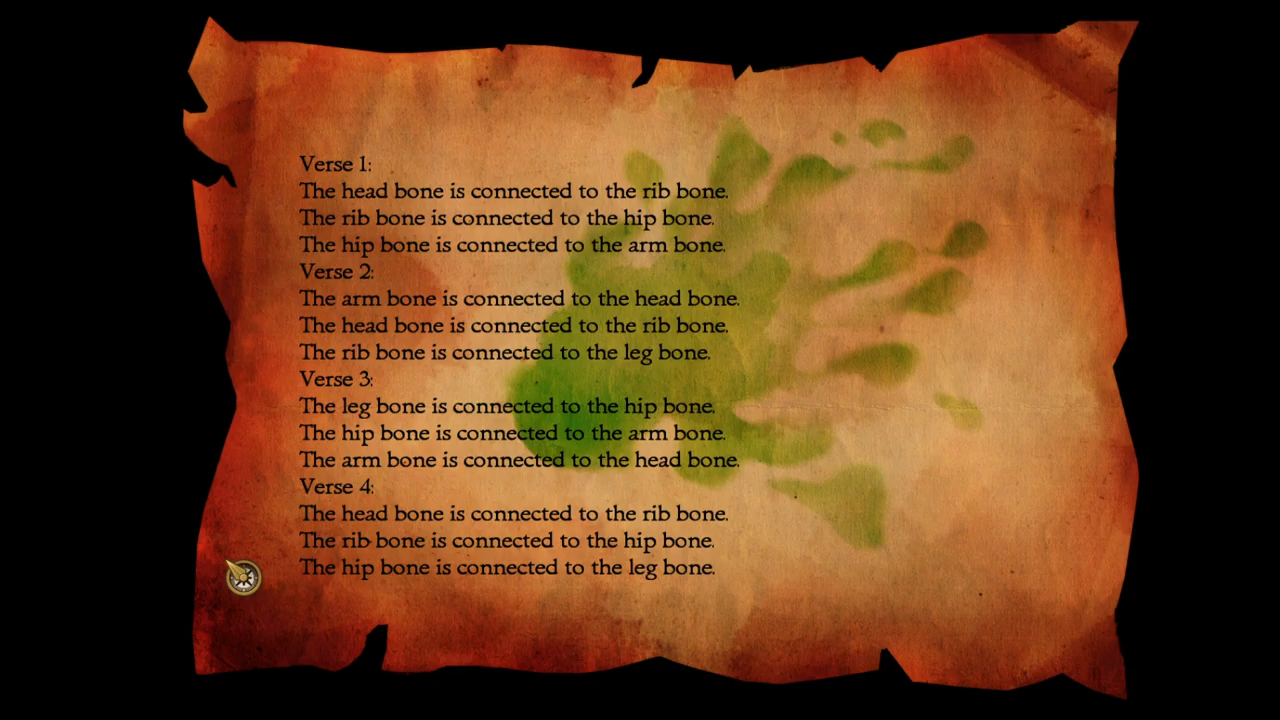 Verse 1:
The head bone is connected to the rib bone.
The rib bone is connected to the hip bone.
The hip bone is connected to the arm bone.
Verse 2:
The arm bone is connected to the head bone.
The head bone is connected to the rib bone.
The rib bone is connected to the leg bone.
Verse 3:
The leg bone is connected to the hip bone.
The hip bone is connected to the arm bone.
The arm bone is connected to the head bone.
Verse 4:
The head bone is connected to the rib bone.
The rib bone is connected to the hip bone.
The hip bone is connected to the leg bone.